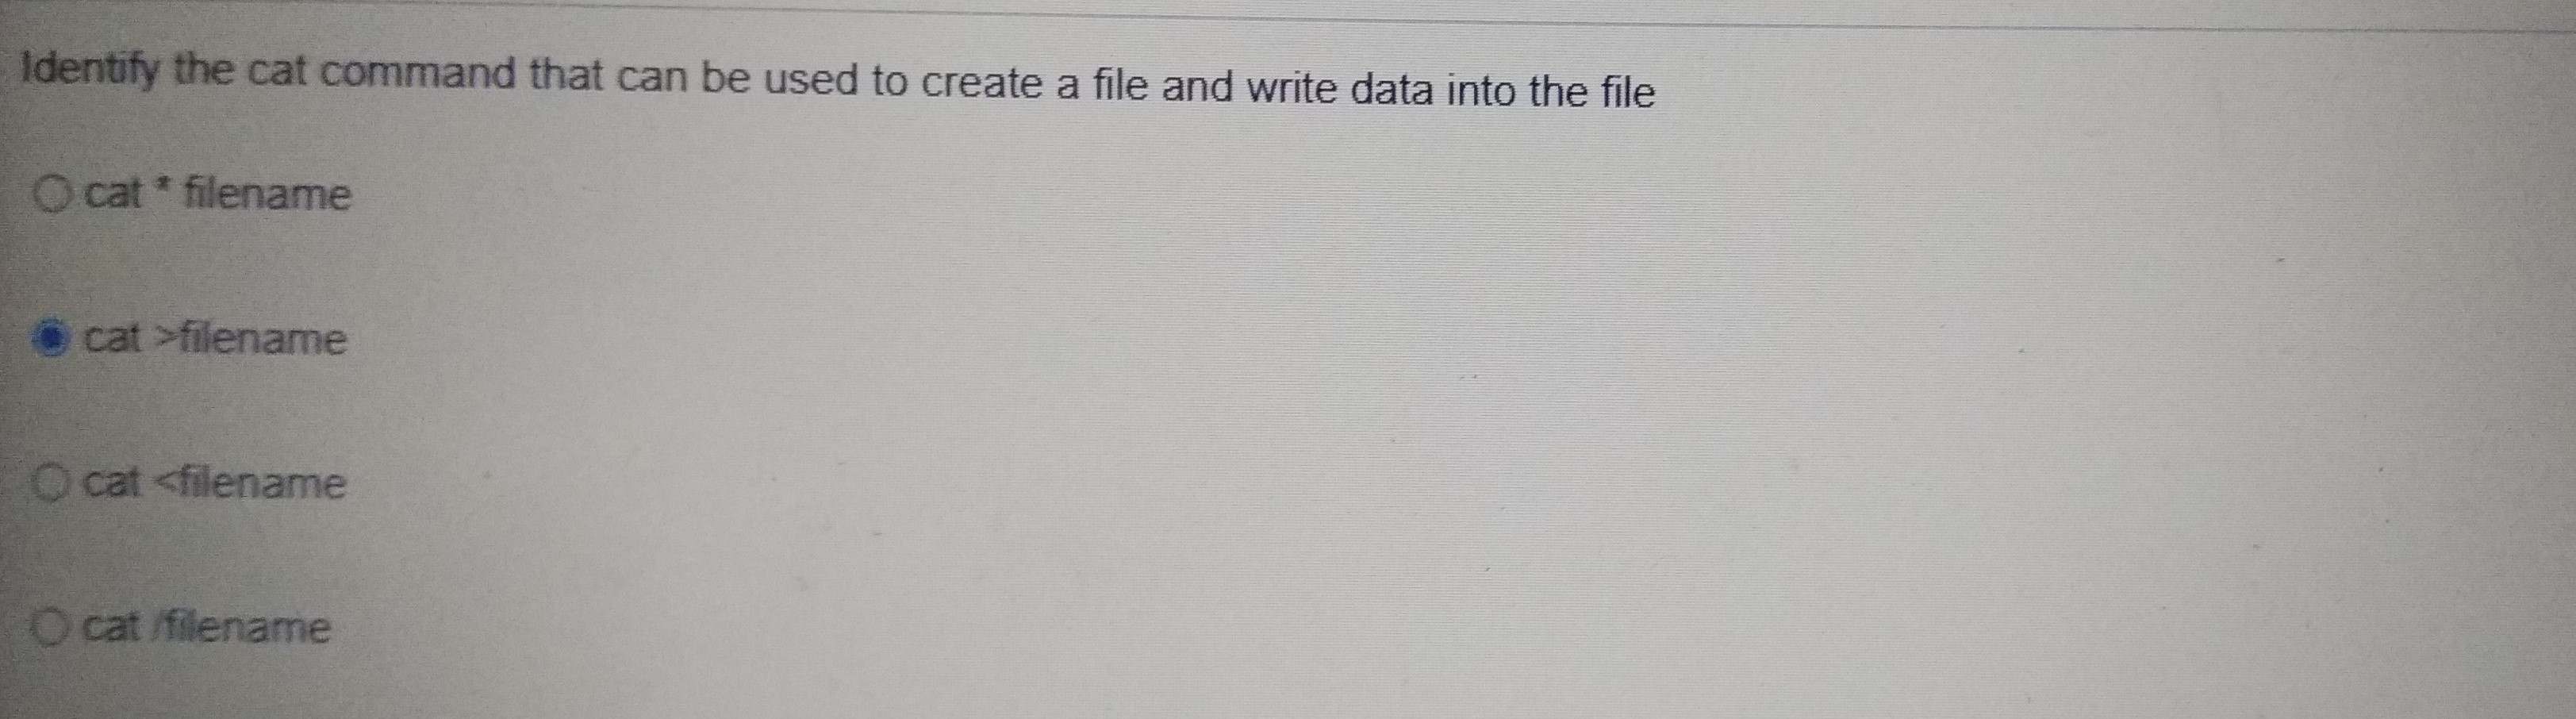 Identify the cat command that can be used to create a file and write data into the file
cat * filename
cat >filename
cat <filename
cat /filename